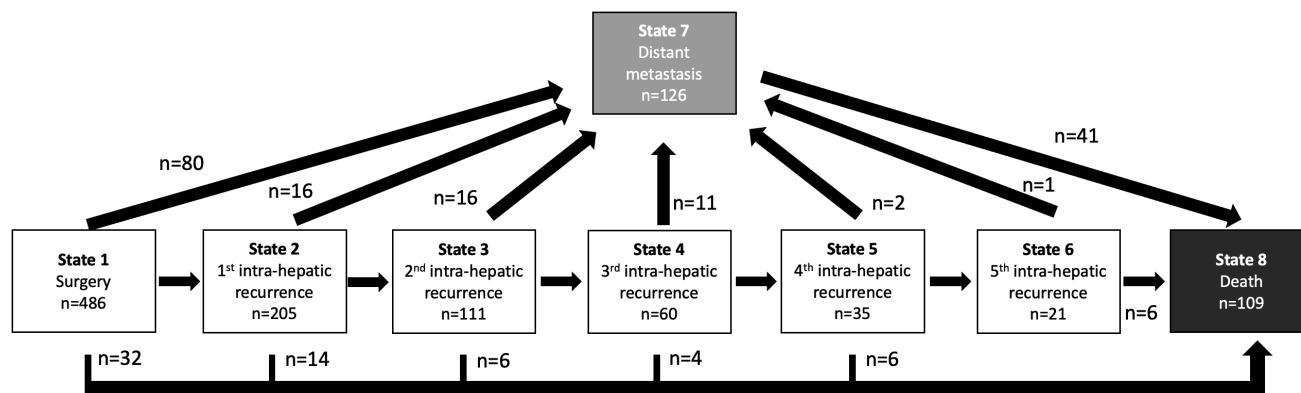 State 7
Distant
metastasis
n=126
n=80
n=16
n=16
n=11
n=2
n=1
n=41
State 1
Surgery
n=486
State 2
1st intra-hepatic
recurrence
n=205
State 3
2nd intra-hepatic
recurrence
n=111
State 4
3rd intra-hepatic
recurrence
n=60
State 5
4th intra-hepatic
recurrence
n=35
State 6
5th intra-hepatic
recurrence
n=21
n=6
State 8
Death
n=109
n=32
n=14
n=6
n=4
n=6